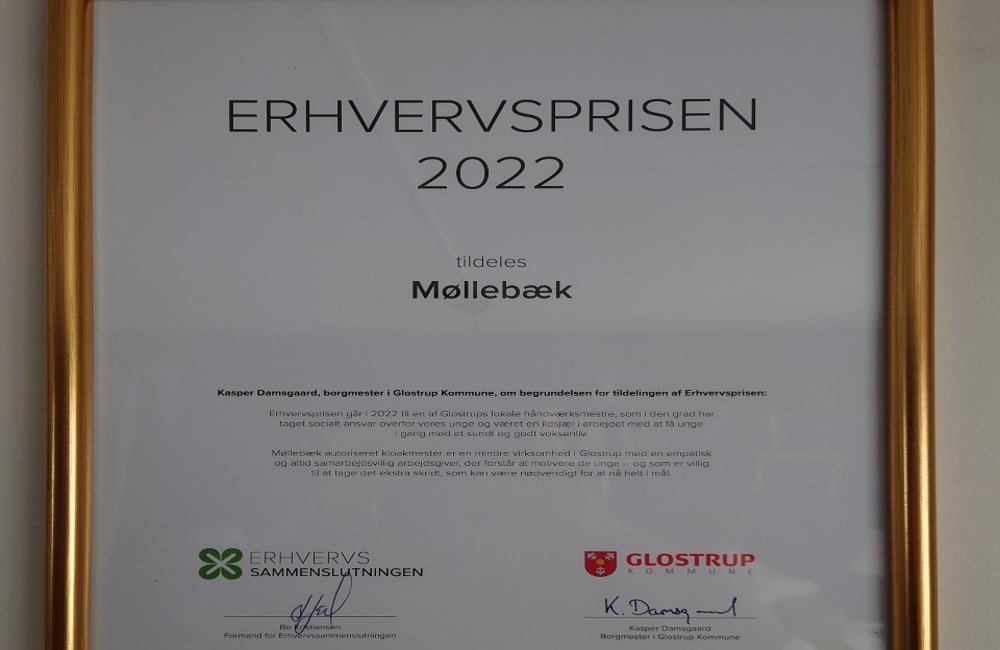 ERHVERVSPRISEN
2022
tildeles
Møllebæk
Kasper Damsgaard, borgmester i Glostrup Kommune, om begrundelsen for tildelingen af Erhvervsprisen:
Erhvervsprisen går i 2022 til en af Glostrups lokale håndværksmestre, som i den grad har
taget socialt ansvar overfor vores unge og været en ildsjæl i arbejdet med at få unge
i gang med et sundt og godt voksenliv.
Møllebæk autoriseret kloakmester er en mindre virksomhed i Glostrup med en empatisk
og altid samarbejdsvillig arbejdsgiver, der forstår at motivere de unge – og som er villig
til at tage det ekstra skridt, som kan være nødvendigt for at nå helt i mål.
ERHVERVS
SAMMENSLUTNINGEN
GLOSTRUP
KOMMUNE
K. Damsgaard
Bo Kristiansen
Formand for Erhvervssammenslutningen
Kasper Damsgaard
Borgmester i Glostrup Kommune